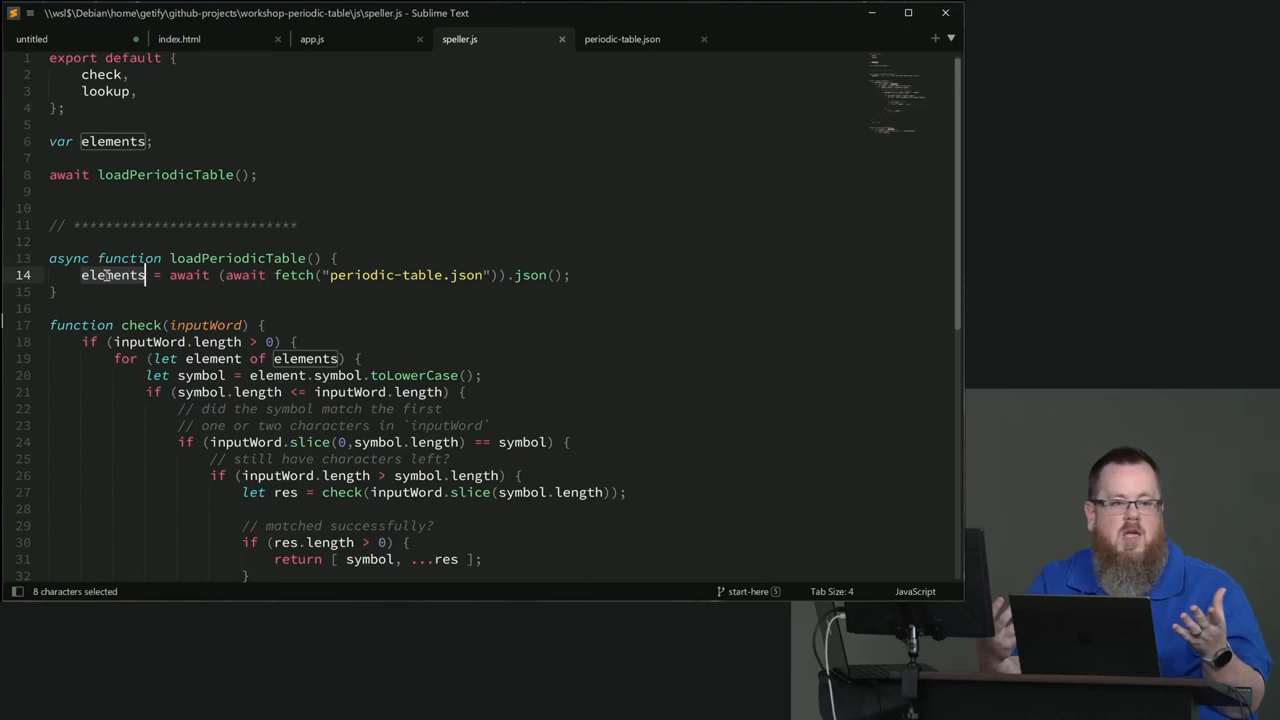 \\wsl$\Debian\home\getify\github-projects\workshop-periodic-table\js\speller.js - Sublime Text
untitled index.html app.js speller.js periodic-table.json
1 export default {
2 check,
3 lookup,
4 };
5
6 var elements;
7
8 await loadPeriodicTable();
9
10
11 // ****************************
12
13 async function loadPeriodicTable() {
14 elements = await (await fetch("periodic-table.json")).json();
15 }
16
17 function check(inputWord) {
18 if (inputWord.length > 0) {
19 for (let element of elements) {
20 let symbol = element.symbol.toLowerCase();
21 if (symbol.length <= inputWord.length) {
22 // did the symbol match the first
23 // one or two characters in `inputWord`
24 if (inputWord.slice(0,symbol.length) == symbol) {
25 // still have characters left?
26 if (inputWord.length > symbol.length) {
27 let res = check(inputWord.slice(symbol.length));
28
29 // matched successfully?
30 if (res.length > 0) {
31 return [ symbol, ...res ];
32 }
8 characters selected start-here 5 Tab Size: 4 JavaScript